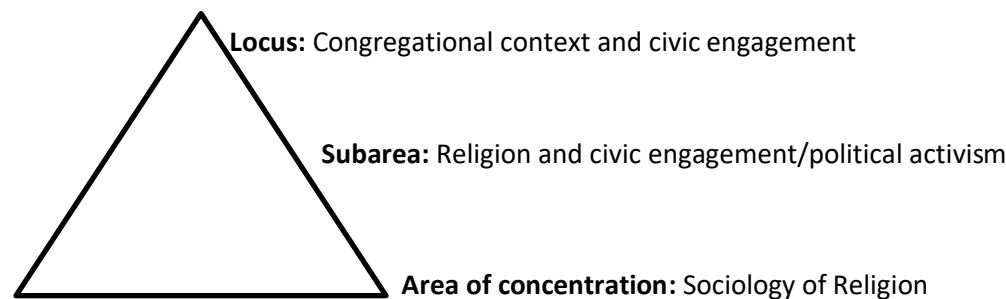 Locus: Congregational context and civic engagement
Subarea: Religion and civic engagement/political activism
Area of concentration: Sociology of Religion